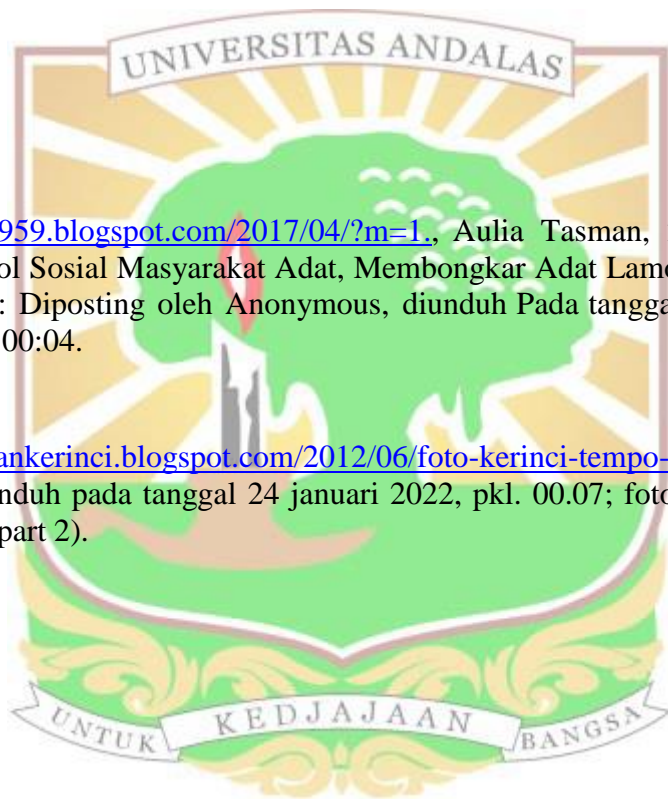 UNIVERSITAS ANDALAS
959.blogspot.com/2017/04/?m=1., Aulia Tasman,
ol Sosial Masyarakat Adat, Membongkar Adat Lam
: Diposting oleh Anonymous, diunduh Pada tangga
00:04.
ankerinci.blogspot.com/2012/06/foto-kerinci-tempo-
nduh pada tanggal 24 januari 2022, pkl. 00.07; foto
part 2).
UNTUK KEDJAJAAN BANGSA